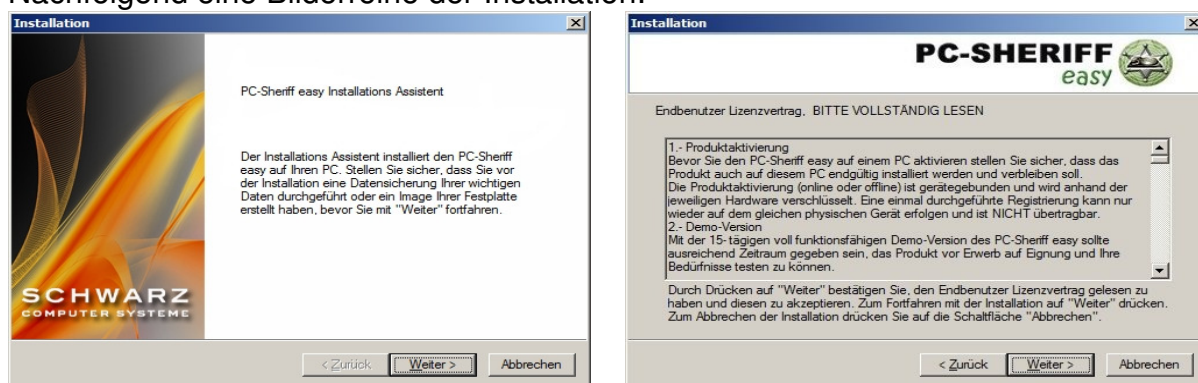 Nachfolgend eine Bilderreihe der Installation:
Installation
PC-Sheriff easy Installations Assistent
Der Installations Assistent installiert den PC-Sheriff
easy auf Ihren PC. Stellen Sie sicher, dass Sie vor
der Installation eine Datensicherung Ihrer wichtigen
Daten durchgeführt oder ein Image Ihrer Festplatte
erstellt haben, bevor Sie mit "Weiter" fortfahren.
SCHWARZ
COMPUTER SYSTEME
< Zurück
Weiter >
Abbrechen
Installation
PC-SHERIFF
easy
Endbenutzer Lizenzvertrag, BITTE VOLLSTÄNDIG LESEN
1.- Produktaktivierung
Bevor Sie den PC-Sheriff easy auf einem PC aktivieren stellen Sie sicher, dass das
Produkt auch auf diesem PC endgültig installiert werden und verbleiben soll.
Die Produktaktivierung (online oder offline) ist gerätegebunden und wird anhand der
jeweiligen Hardware verschlüsselt. Eine einmal durchgeführte Registrierung kann nur
wieder auf dem gleichen physischen Gerät erfolgen und ist NICHT übertragbar.
2.- Demo-Version
Mit der 15-tägigen voll funktionsfähigen Demo-Version des PC-Sheriff easy sollte
ausreichend Zeitraum gegeben sein, das Produkt vor Erwerb auf Eignung und Ihre
Bedürfnisse testen zu können.
Durch Drücken auf "Weiter" bestätigen Sie, den Endbenutzer Lizenzvertrag gelesen zu
haben und diesen zu akzeptieren. Zum Fortfahren mit der Installation auf "Weiter" drücken.
Zum Abbrechen der Installation drücken Sie auf die Schaltfläche "Abbrechen".
< Zurück
Weiter >
Abbrechen